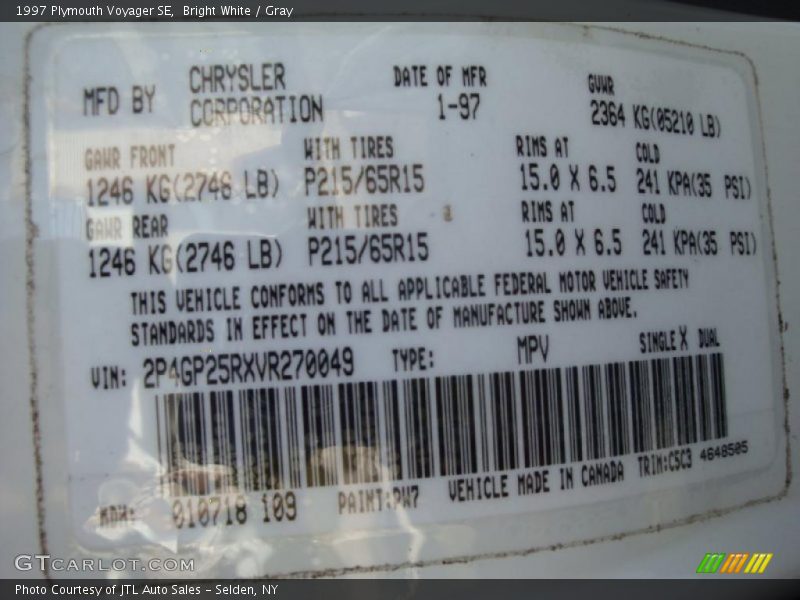 1997 Plymouth Voyager SE,  Bright White / Gray
MFD BY CHRYSLER CORPORATION DATE OF MFR 1-97 GVWR 2364 KG(05210 LB)
GAWR FRONT WITH TIRES RIMS AT COLD
1246 KG(2746 LB) P215/65R15 15.0 X 6.5 241 KPA(35 PSI)
GAWR REAR WITH TIRES RIMS AT COLD
1246 KG(2746 LB) P215/65R15 15.0 X 6.5 241 KPA(35 PSI)
THIS VEHICLE CONFORMS TO ALL APPLICABLE FEDERAL MOTOR VEHICLE SAFETY
STANDARDS IN EFFECT ON THE DATE OF MANUFACTURE SHOWN ABOVE.
VIN: 2P4GP25RXVR270049 TYPE: MPV SINGLE X DUAL
MDH: 010718 109 PAINT:PW7 VEHICLE MADE IN CANADA TRIM:C5C3 4648505
GTCARLOT.COM
Photo Courtesy of JTL Auto Sales - Selden, NY